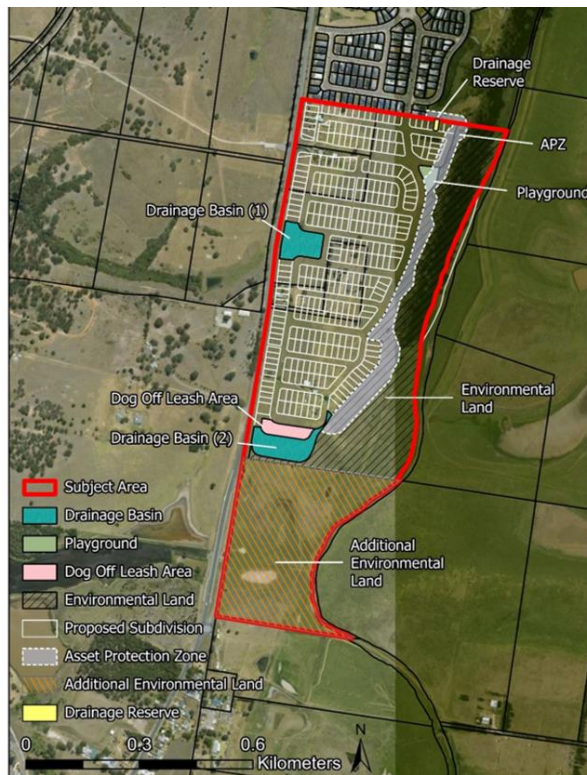 Drainage
Reserve
APZ
Playground
Drainage Basin (1)
Environmental
Land
Dog Off Leash Area
Drainage Basin (2)
Additional
Environmental
Land
Subject Area
Drainage Basin
Playground
Dog Off Leash Area
Environmental Land
Proposed Subdivision
Asset Protection Zone
Additional Environmental Land
Drainage Reserve
N
0 0.3 0.6
Kilometers